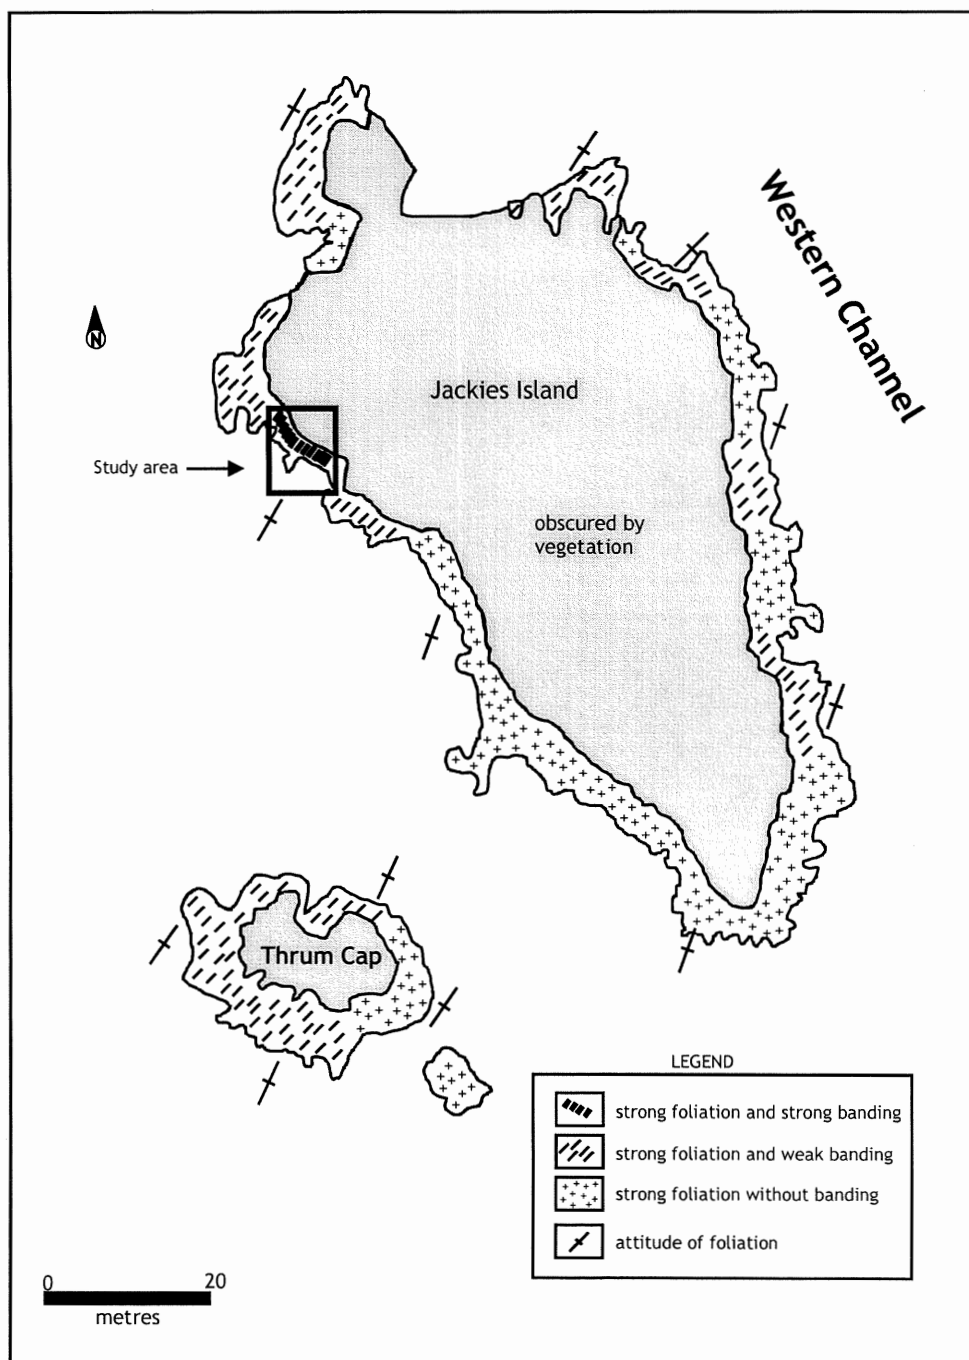 Western Channel
N
Jackies Island
Study area
obscured by
vegetation
Thrum Cap
LEGEND
strong foliation and strong banding
strong foliation and weak banding
strong foliation without banding
attitude of foliation
0 20
metres